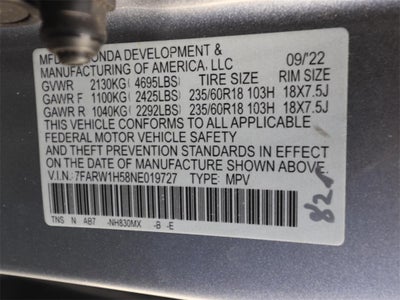 MFD. HONDA DEVELOPMENT & 09/'22
MANUFACTURING OF AMERICA, LLC
GVWR 2130KG (4695LBS) TIRE SIZE RIM SIZE
GAWR F 1100KG (2425LBS) 235/60R18 103H 18X7.5J
GAWR R 1040KG (2292LBS) 235/60R18 103H 18X7.5J
THIS VEHICLE CONFORMS TO ALL APPLICABLE
FEDERAL MOTOR VEHICLE SAFETY AND
THEFT PREVENTION STANDARDS IN EFFECT ON
THE DATE OF MANUFACTURE SHOWN ABOVE.
V.I.N.: 7FARW1H58NE019727 TYPE: MPV
TNS N AB7 -NH830MX -B -E